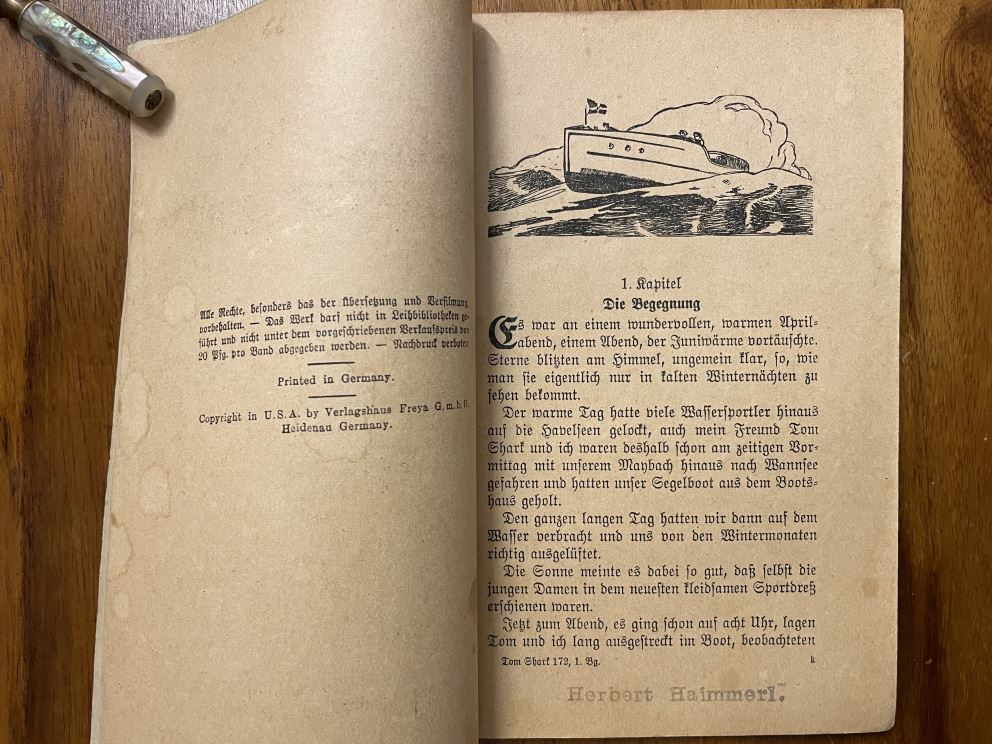 Alle Rechte, besonders das der Übersetzung und Verfilmung,
vorbehalten. — Das Werk darf nicht in Leihbibliotheken ge-
führt und nicht unter dem vorgeschriebenen Verkaufspreis von
20 Pfg. pro Band abgegeben werden. — Nachdruck verboten
Printed in Germany.
Copyright in U.S.A. by Verlagshaus Freya G.m.b.H.
Heidenau Germany.
1. Kapitel
Die Begegnung
Es war an einem wundervollen, warmen April-
abend, einem Abend, der Juniwärme vortäuschte.
Sterne blitzten am Himmel, ungemein klar, so, wie
man sie eigentlich nur in kalten Winternächten zu
sehen bekommt.
Der warme Tag hatte viele Wassersportler hinaus
auf die Havelseen gelockt, auch mein Freund Tom
Shark und ich waren deshalb schon am zeitigen Vor-
mittag mit unserem Maybach hinaus nach Wannsee
gefahren und hatten unser Segelboot aus dem Boots-
haus geholt.
Den ganzen langen Tag hatten wir dann auf dem
Wasser verbracht und uns von den Wintermonaten
richtig ausgelüftet.
Die Sonne meinte es dabei so gut, daß selbst die
jungen Damen in dem neuesten kleidsamen Sportdreß
erschienen waren.
Jetzt zum Abend, es ging schon auf acht Uhr, lagen
Tom und ich lang ausgestreckt im Boot, beobachteten
Tom Shark 172, 1. Bg. k
Herbert Haimmerl.